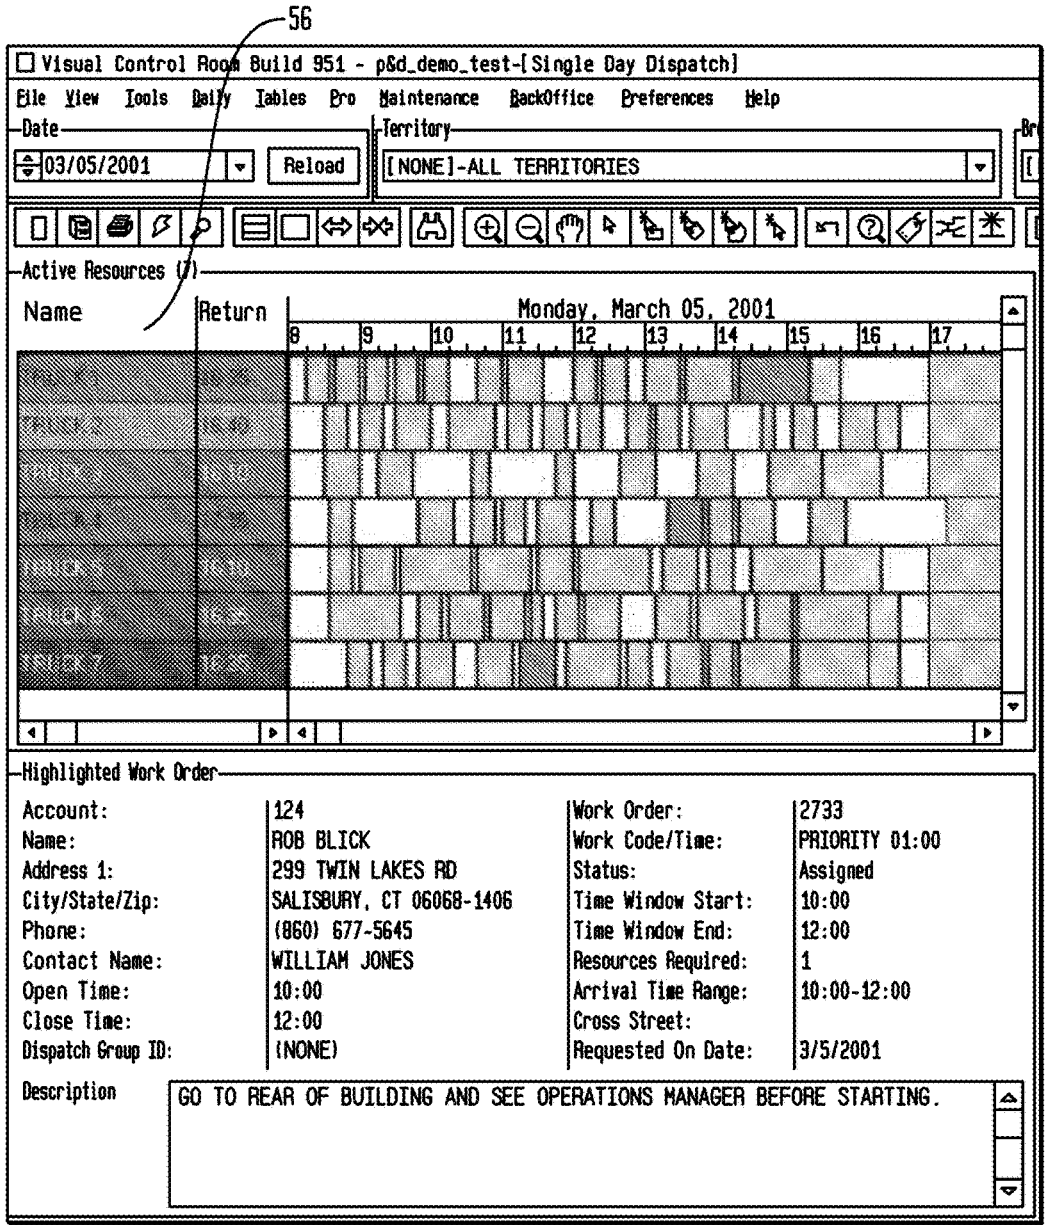 56
Visual Control Room Build 951 - p&d_demo_test-[Single Day Dispatch]
File View Tools Daily Tables Pro Maintenance BackOffice Preferences Help
Date Territory
03/05/2001 Reload [NONE]-ALL TERRITORIES
Active Resources (7)
Name Return Monday, March 05, 2001
8 9 10 11 12 13 14 15 16 17
TRUCK 7
Highlighted Work Order
Account: 124 Work Order: 2733
Name: ROB BLICK Work Code/Time: PRIORITY 01:00
Address 1: 299 TWIN LAKES RD Status: Assigned
City/State/Zip: SALISBURY, CT 06068-1406 Time Window Start: 10:00
Phone: (860) 677-5645 Time Window End: 12:00
Contact Name: WILLIAM JONES Resources Required: 1
Open Time: 10:00 Arrival Time Range: 10:00-12:00
Close Time: 12:00 Cross Street:
Dispatch Group ID: (NONE) Requested On Date: 3/5/2001
Description GO TO REAR OF BUILDING AND SEE OPERATIONS MANAGER BEFORE STARTING.